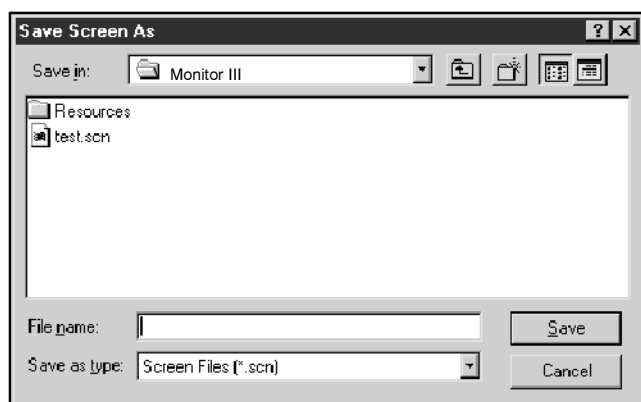 Save Screen As
Save in: Monitor III
Resources
test.scn
File name:
Save
Save as type: Screen Files (*.scn)
Cancel